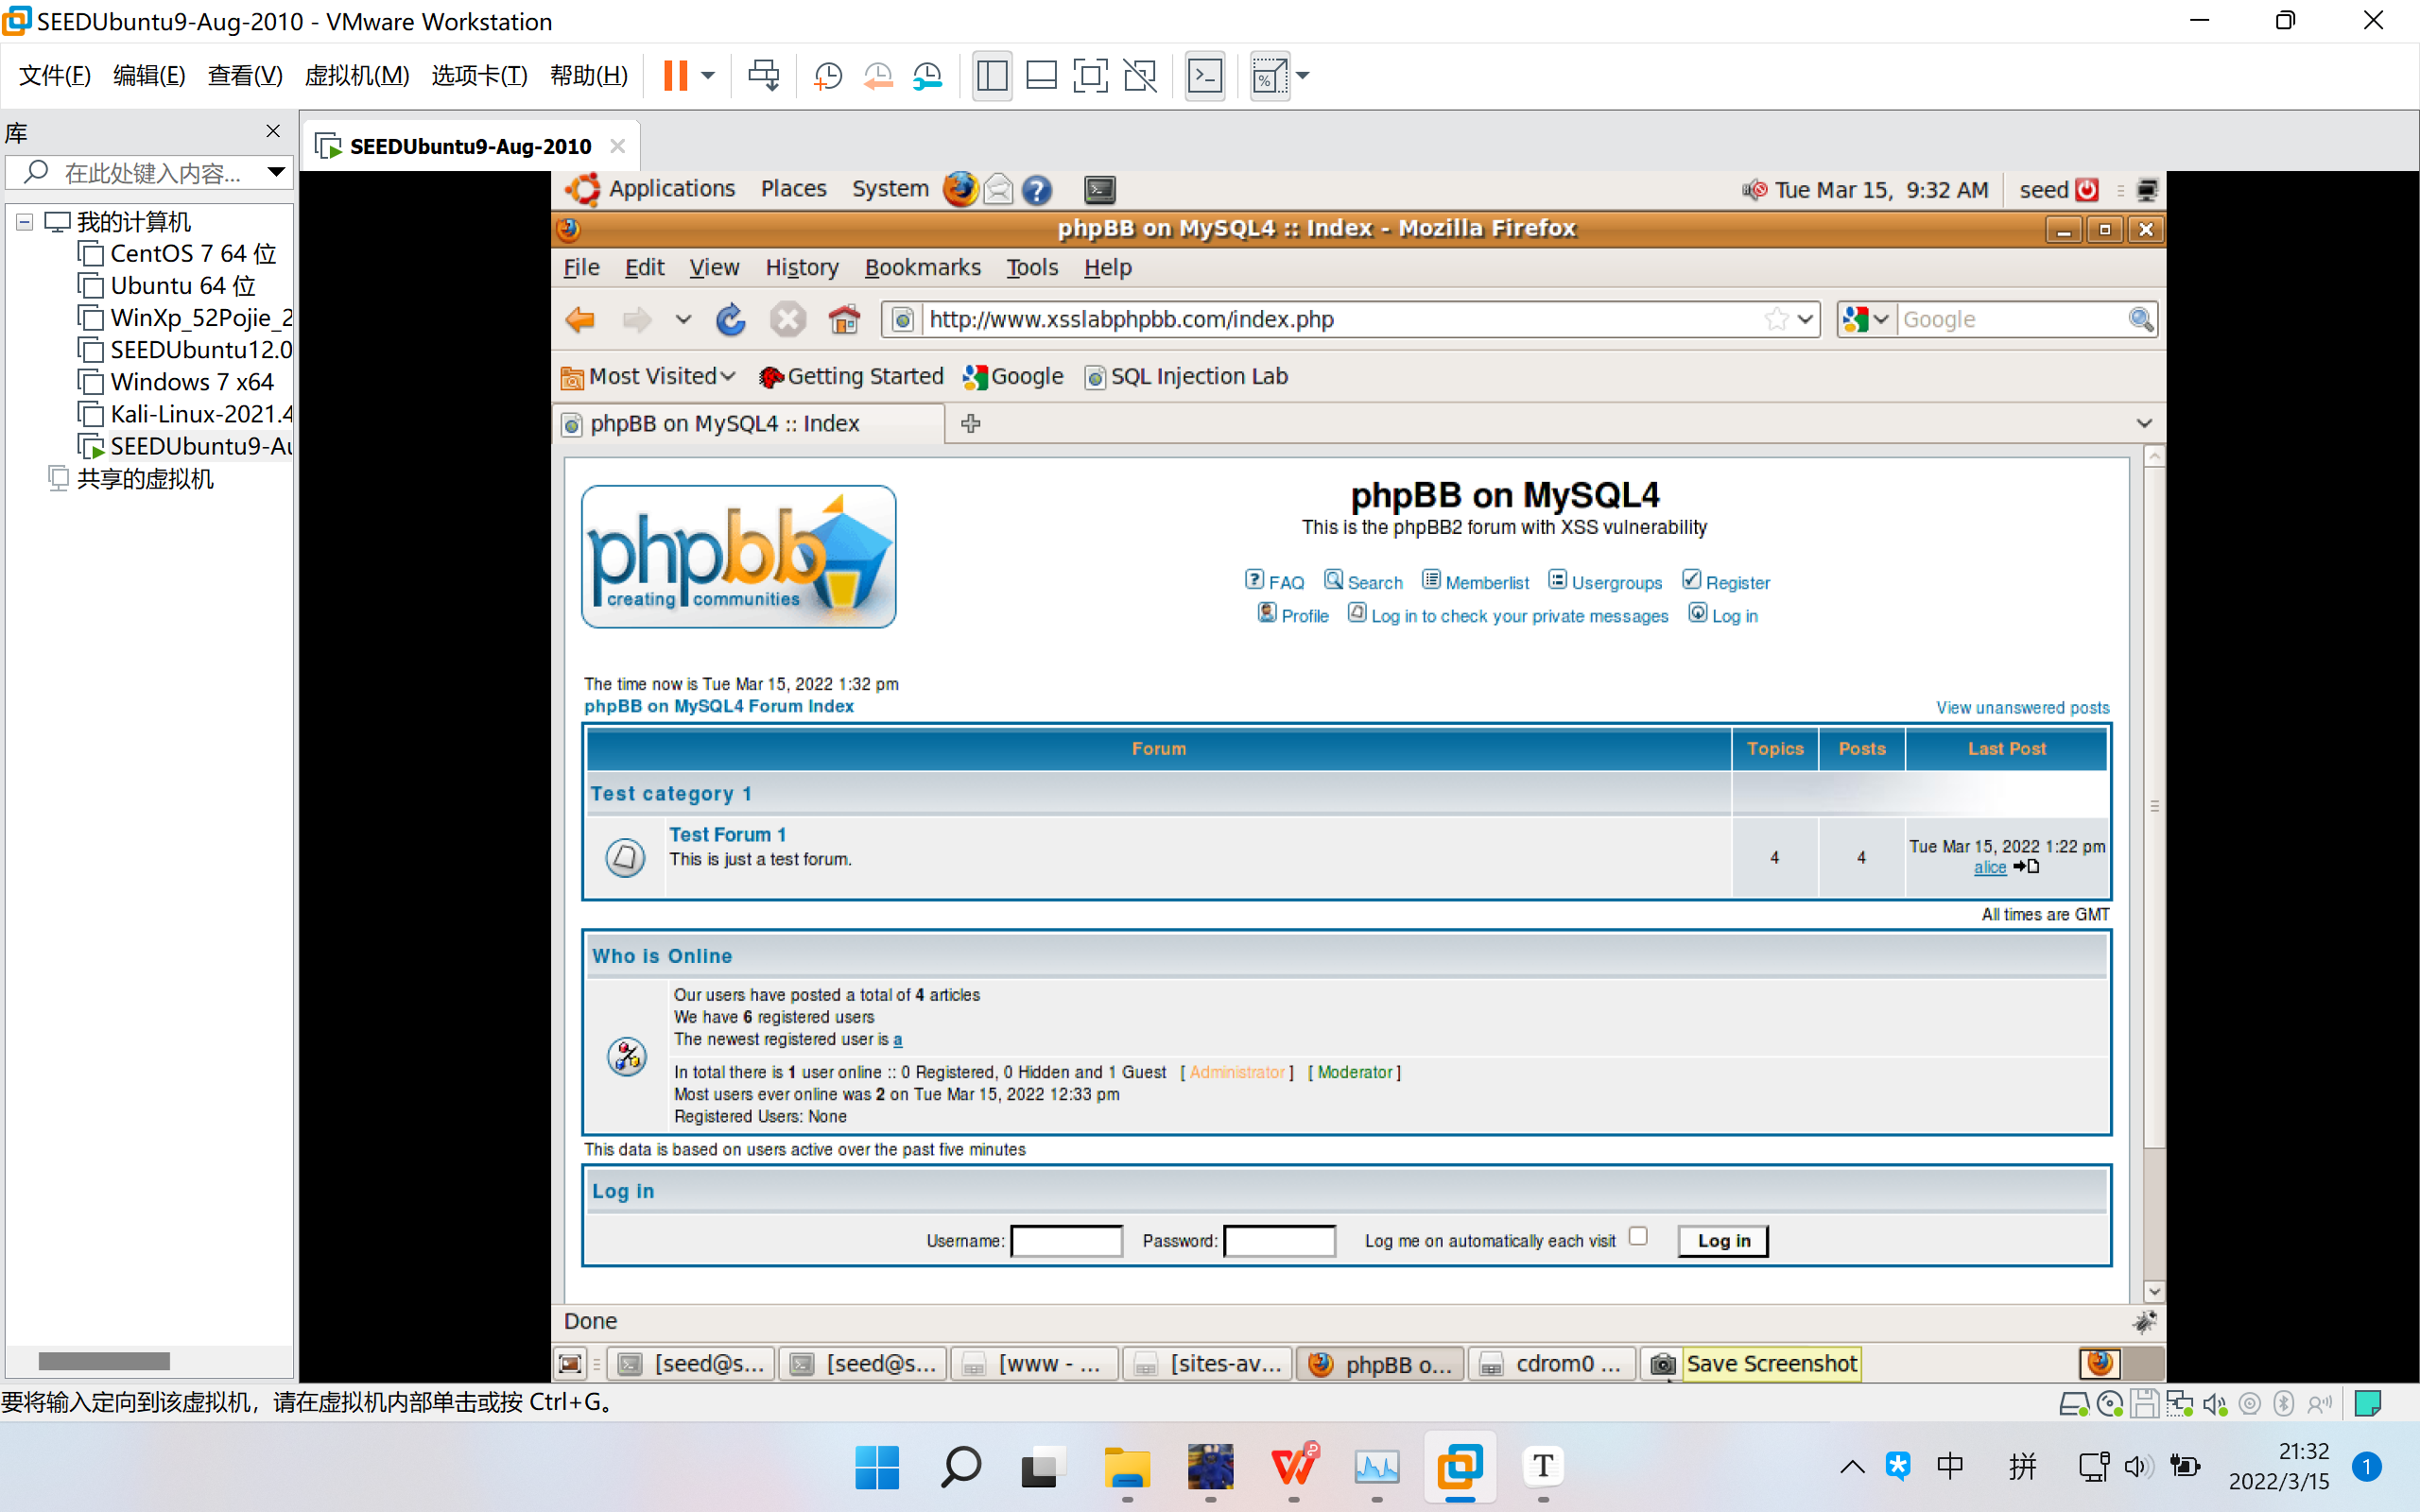 SEEDUbuntu9-Aug-2010 - VMware Workstation
文件(F) 编辑(E) 查看(V) 虚拟机(M) 选项卡(T) 帮助(H)
库
在此处键入内容...
我的计算机
CentOS 7 64 位
Ubuntu 64 位
WinXp_52Pojie_2
SEEDUbuntu12.0
Windows 7 x64
Kali-Linux-2021.4
SEEDUbuntu9-Au
共享的虚拟机
SEEDUbuntu9-Aug-2010
Applications Places System Tue Mar 15, 9:32 AM seed
phpBB on MySQL4 :: Index - Mozilla Firefox
File Edit View History Bookmarks Tools Help
http://www.xsslabphpbb.com/index.php Google
Most Visited Getting Started Google SQL Injection Lab
phpBB on MySQL4 :: Index
phpbb
creating communities
phpBB on MySQL4
This is the phpBB2 forum with XSS vulnerability
FAQ Search Memberlist Usergroups Register
Profile Log in to check your private messages Log in
The time now is Tue Mar 15, 2022 1:32 pm
phpBB on MySQL4 Forum Index
View unanswered posts
Forum Topics Posts Last Post
Test category 1
Test Forum 1
This is just a test forum.
4 4
Tue Mar 15, 2022 1:22 pm
alice
All times are GMT
Who is Online
Our users have posted a total of 4 articles
We have 6 registered users
The newest registered user is a
In total there is 1 user online :: 0 Registered, 0 Hidden and 1 Guest [ Administrator ] [ Moderator ]
Most users ever online was 2 on Tue Mar 15, 2022 12:33 pm
Registered Users: None
This data is based on users active over the past five minutes
Log in
Username: Password: Log me on automatically each visit Log in
Done
[seed@s... [seed@s... [www - ... [sites-av... phpBB o... cdrom0 ... Save Screenshot
要将输入定向到该虚拟机，请在虚拟机内部单击或按 Ctrl+G。
中 拼
21:32
2022/3/15
1